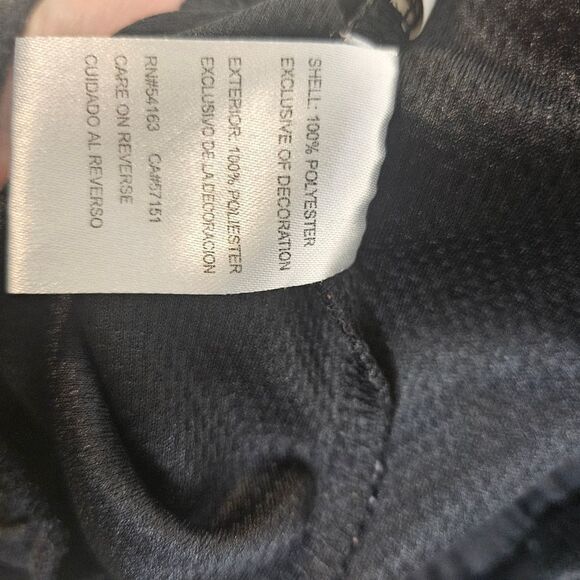 SHELL: 100% POLYESTER
EXCLUSIVE OF DECORATION
EXTERIOR: 100% POLIESTER
EXCLUSIVO DE LA DECORACION
RN#54163 CA#57151
CARE ON REVERSE
CUIDADO AL REVERSO